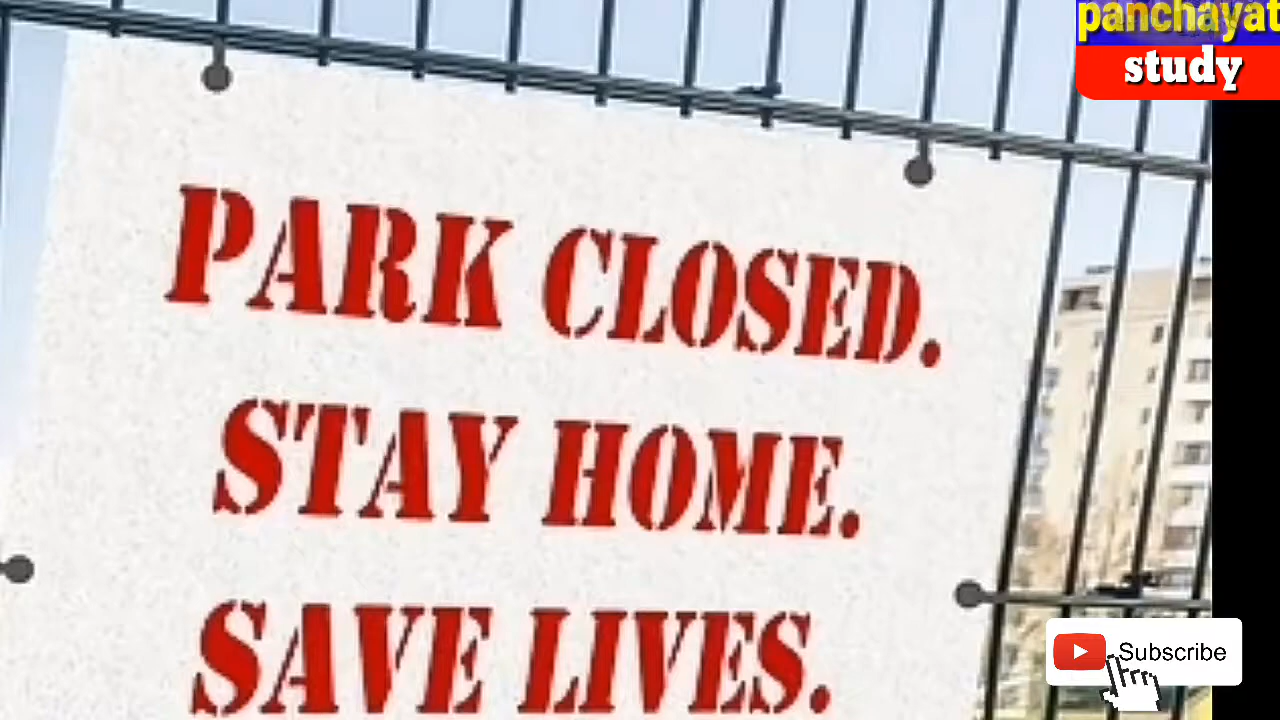 panchayat
study
PARK CLOSED.
STAY HOME.
SAVE LIVES.
Subscribe